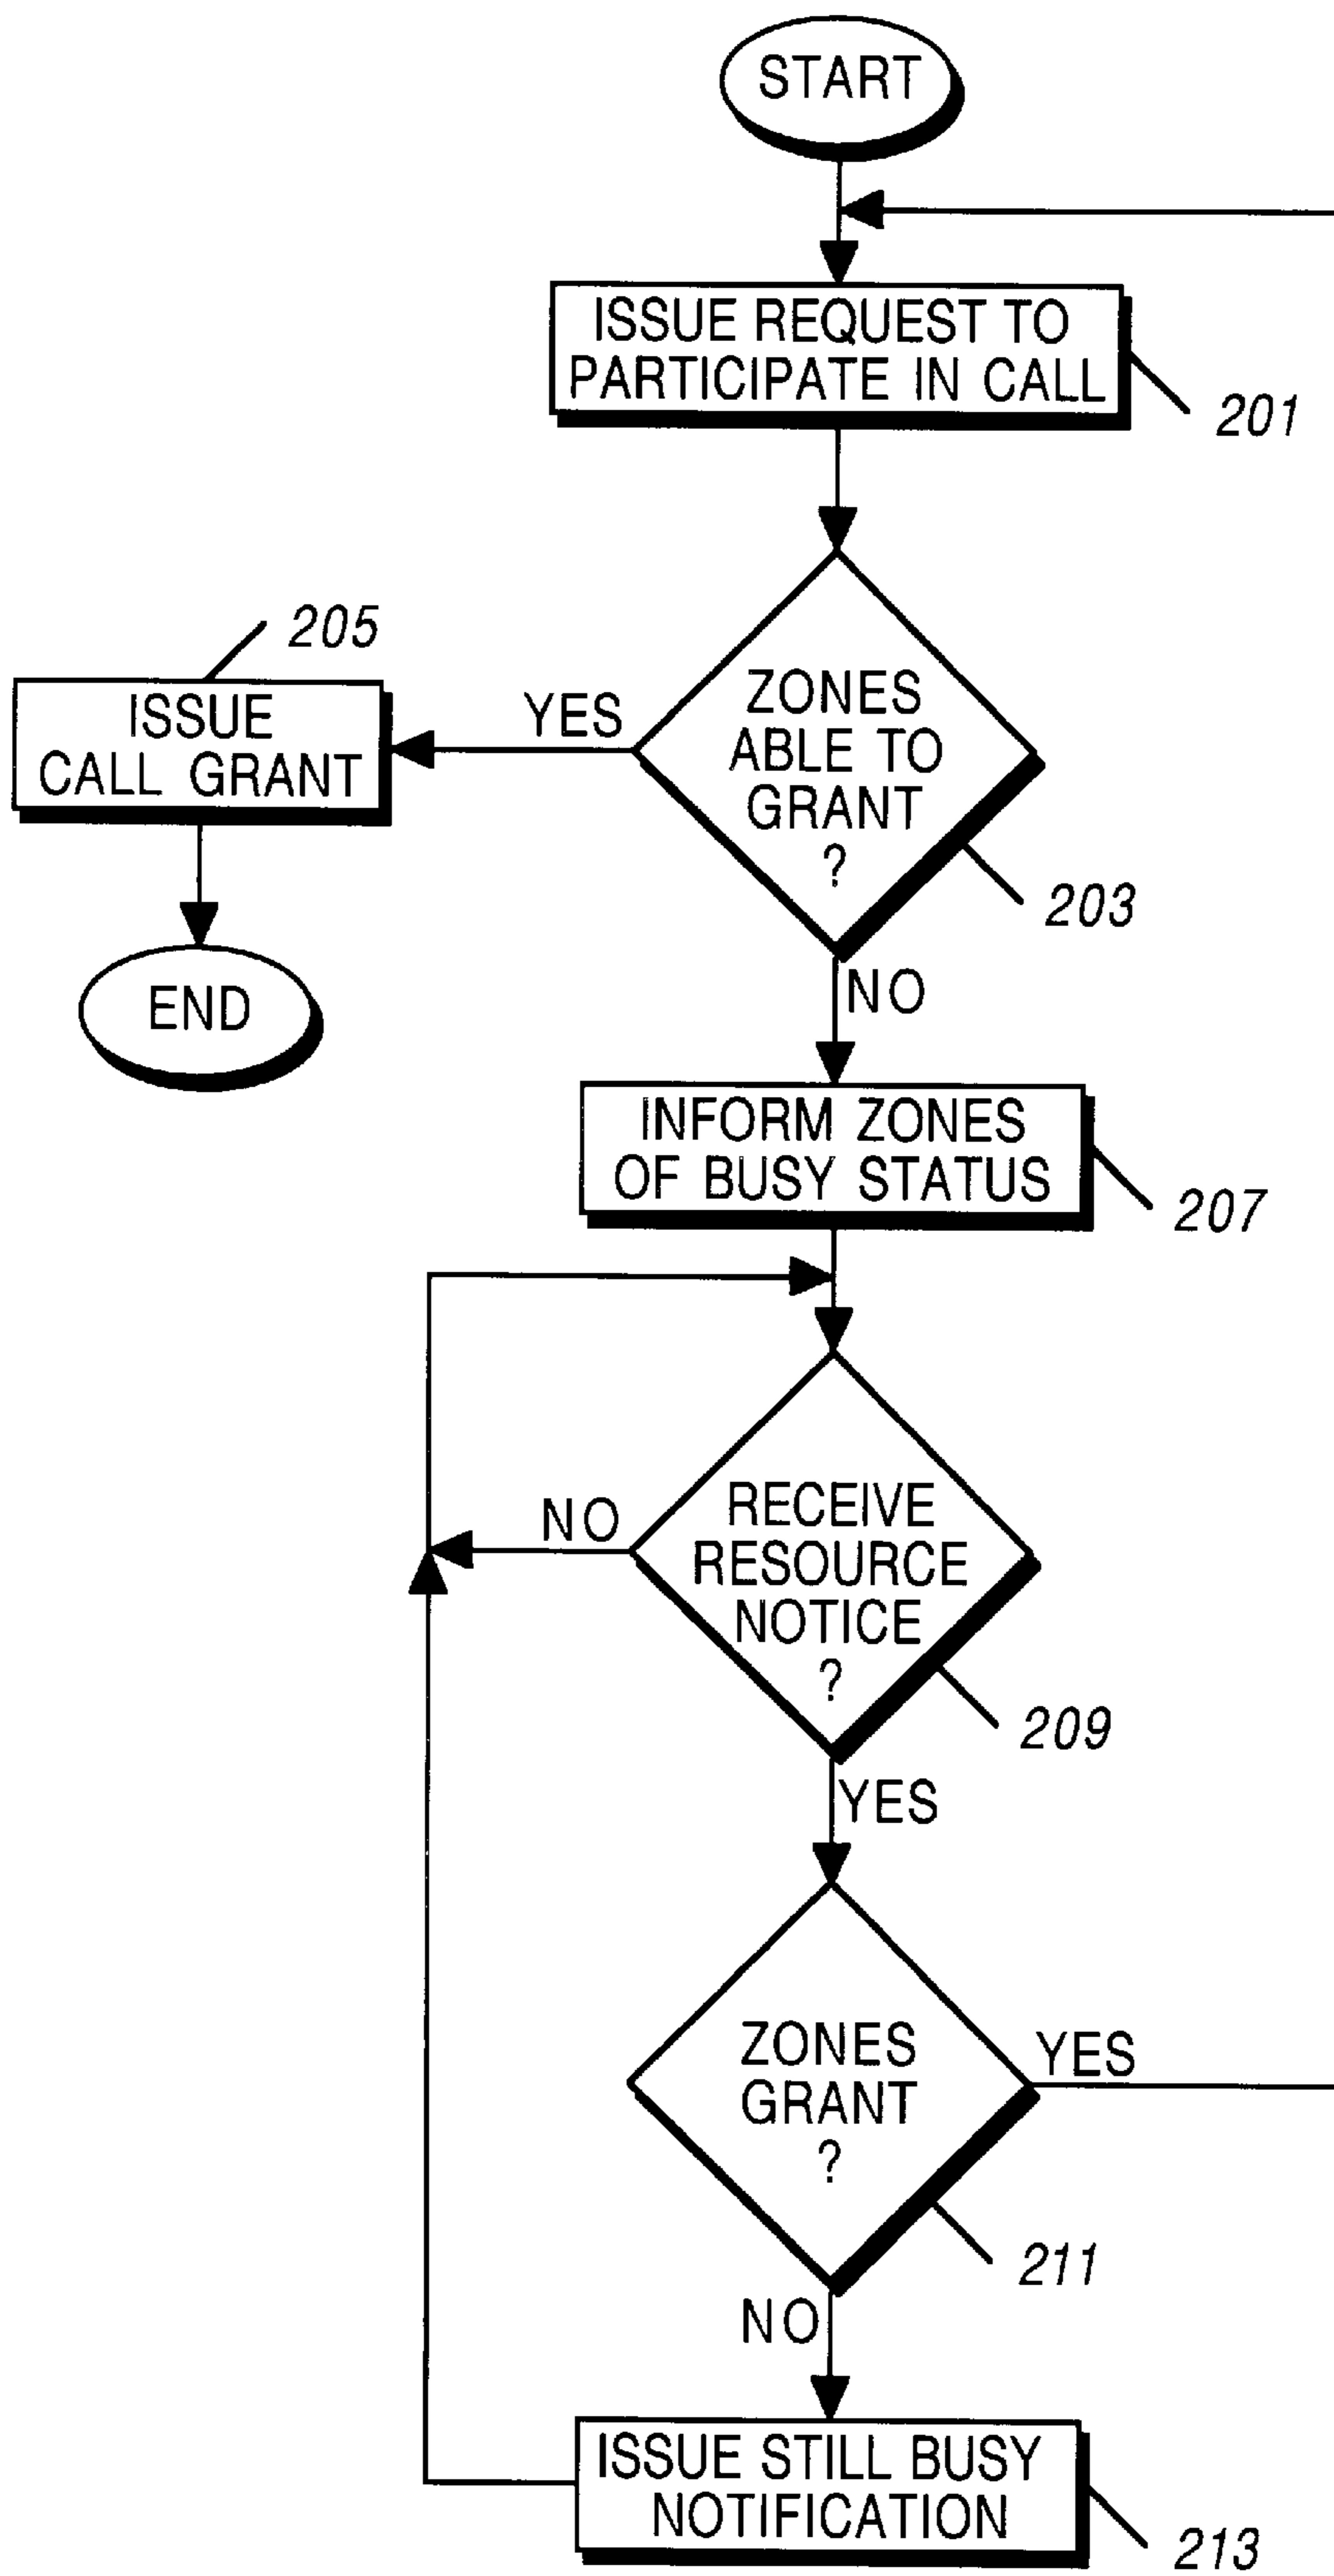 START
ISSUE REQUEST TO
PARTICIPATE IN CALL
201
205
ISSUE
CALL GRANT
YES
ZONES
ABLE TO
GRANT
?
203
END
NO
INFORM ZONES
OF BUSY STATUS
207
NO
RECEIVE
RESOURCE
NOTICE
?
209
YES
ZONES
GRANT
?
YES
211
NO
ISSUE STILL BUSY
NOTIFICATION
213